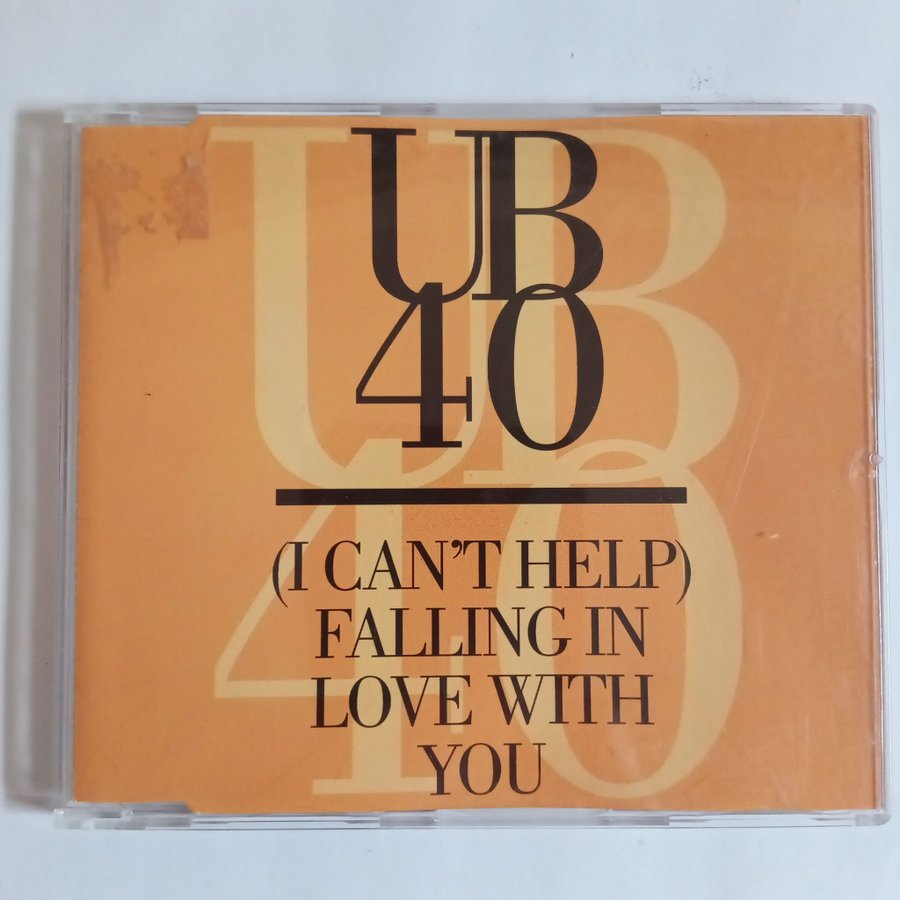 UB
40
(I CAN'T HELP)
FALLING IN
LOVE WITH
YOU